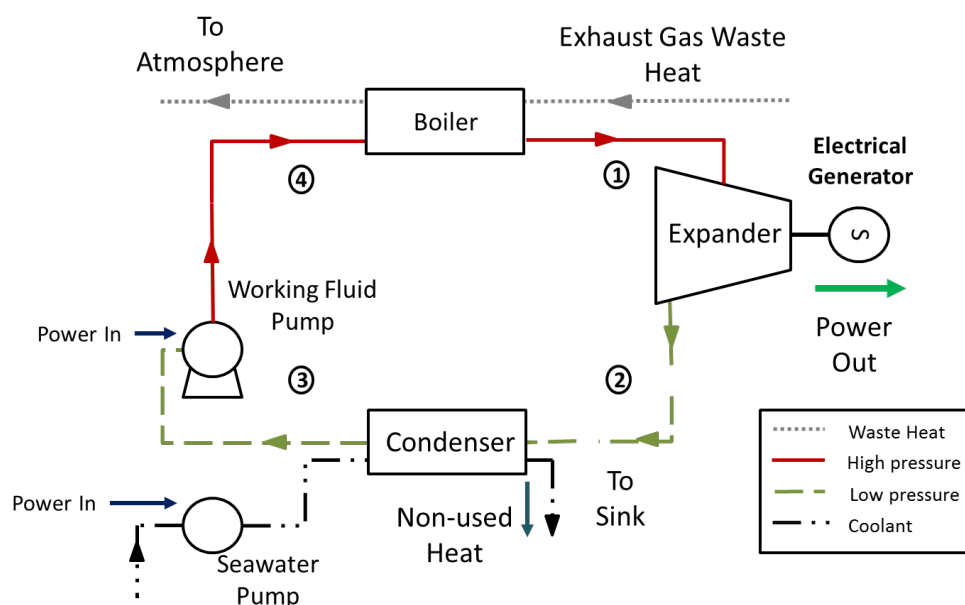 To
Atmosphere
Exhaust Gas Waste
Heat
Boiler
Electrical
Generator
4
1
Expander
S
Working Fluid
Pump
Power In
Power
Out
3
2
Condenser
Waste Heat
High pressure
Low pressure
Coolant
Power In
To
Sink
Non-used
Heat
Seawater
Pump